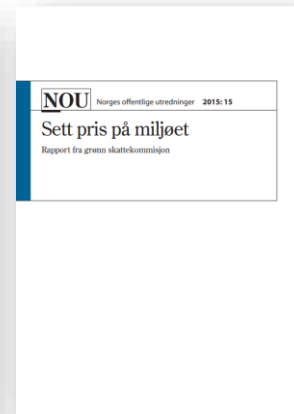 NOU Norges offentlige utredninger 2015: 15
Sett pris på miljøet
Rapport fra grønn skattekommisjon